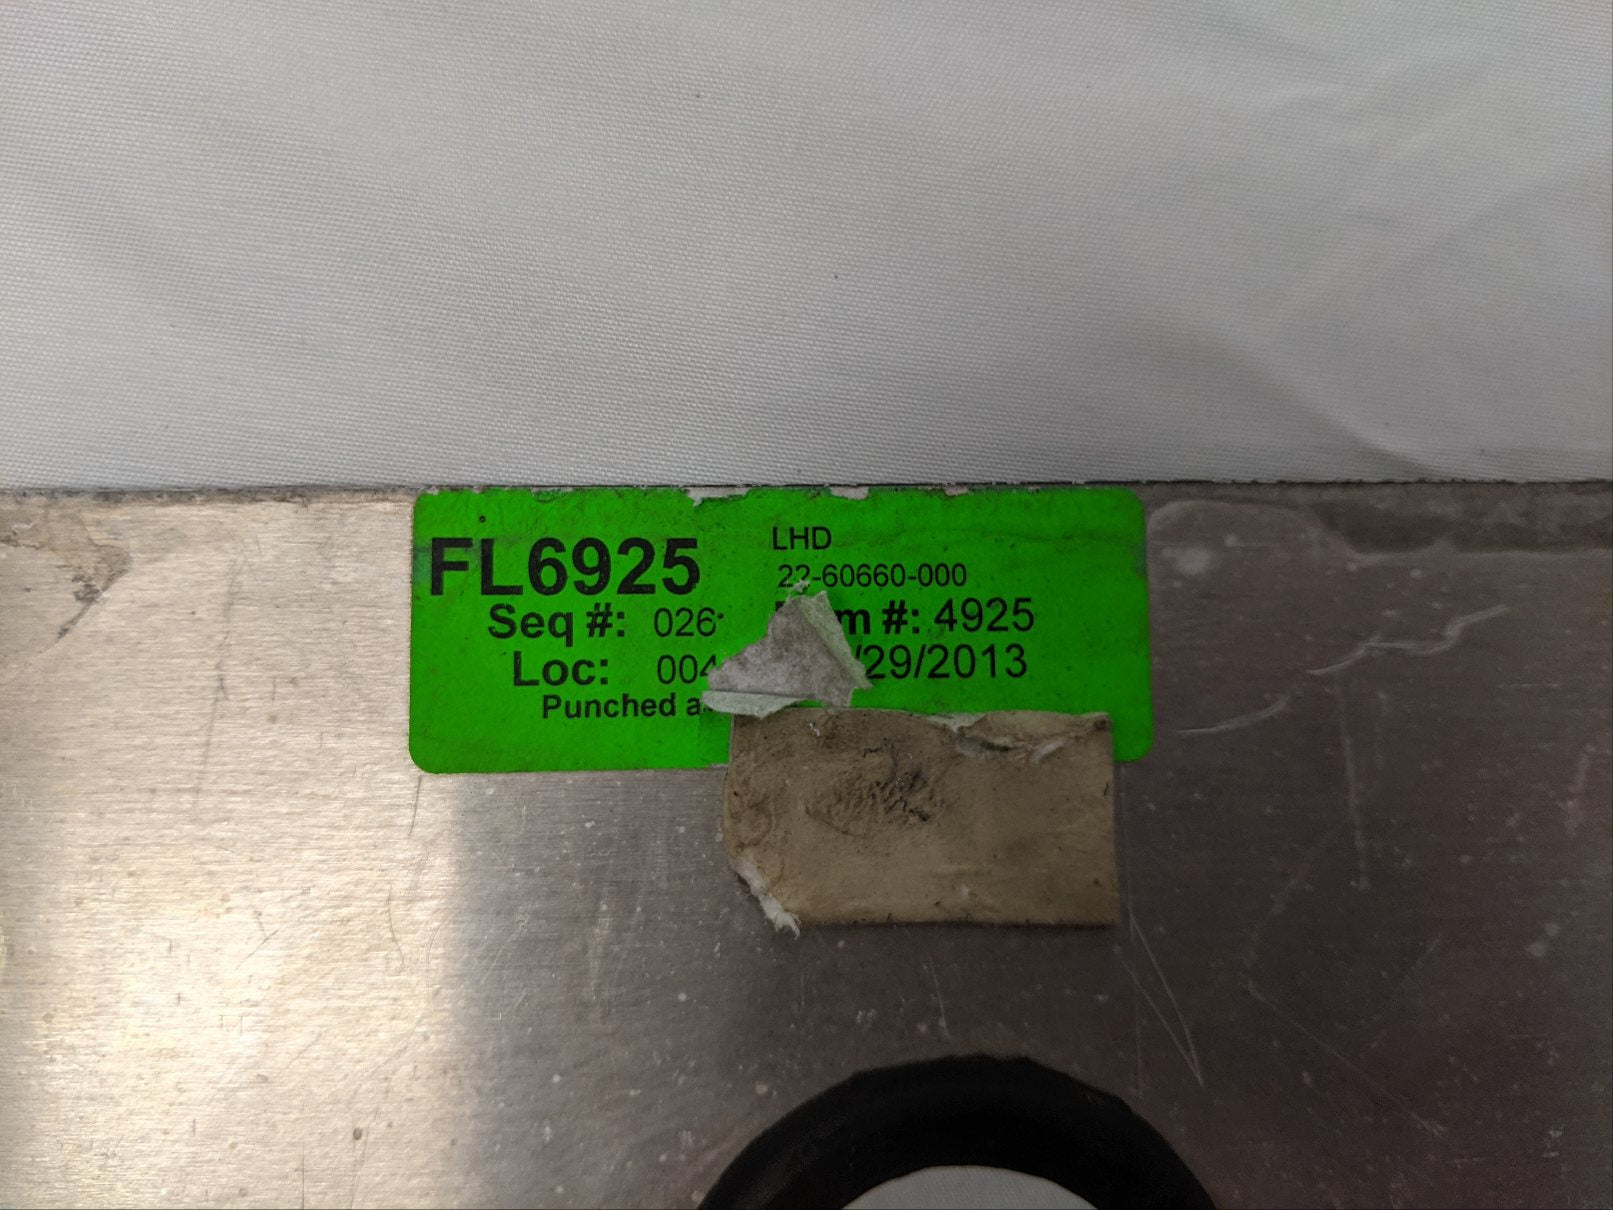 FL6925
LHD
22-60660-000
Seq #: 026
#: 4925
Loc: 004
/29/2013
Punched